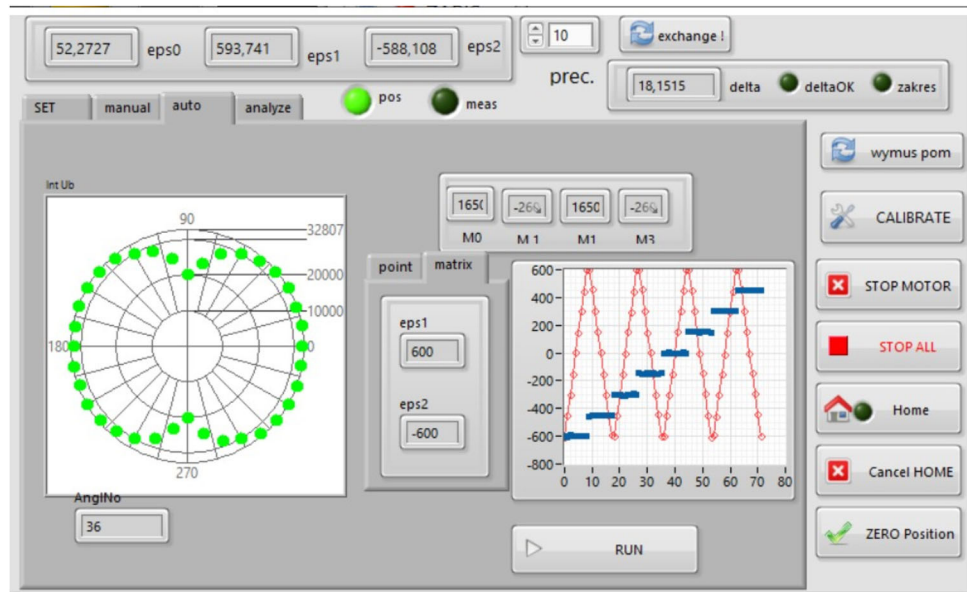 52,2727 eps0 593,741 eps1 -588,108 eps2
10
prec.
exchange !
18,1515 delta deltaOK zakres
SET manual auto analyze
pos meas
wymus pom
CALIBRATE
STOP MOTOR
STOP ALL
Home
Cancel HOME
ZERO Position
Int Ub
90
32807
20000
10000
180
0
270
AnglNo
36
1650 -266 1650 -266
M0 M 1 M1 M3
point matrix
eps1
600
eps2
-600
600
400
200
0
-200
-400
-600
-800
0 10 20 30 40 50 60 70 80
RUN